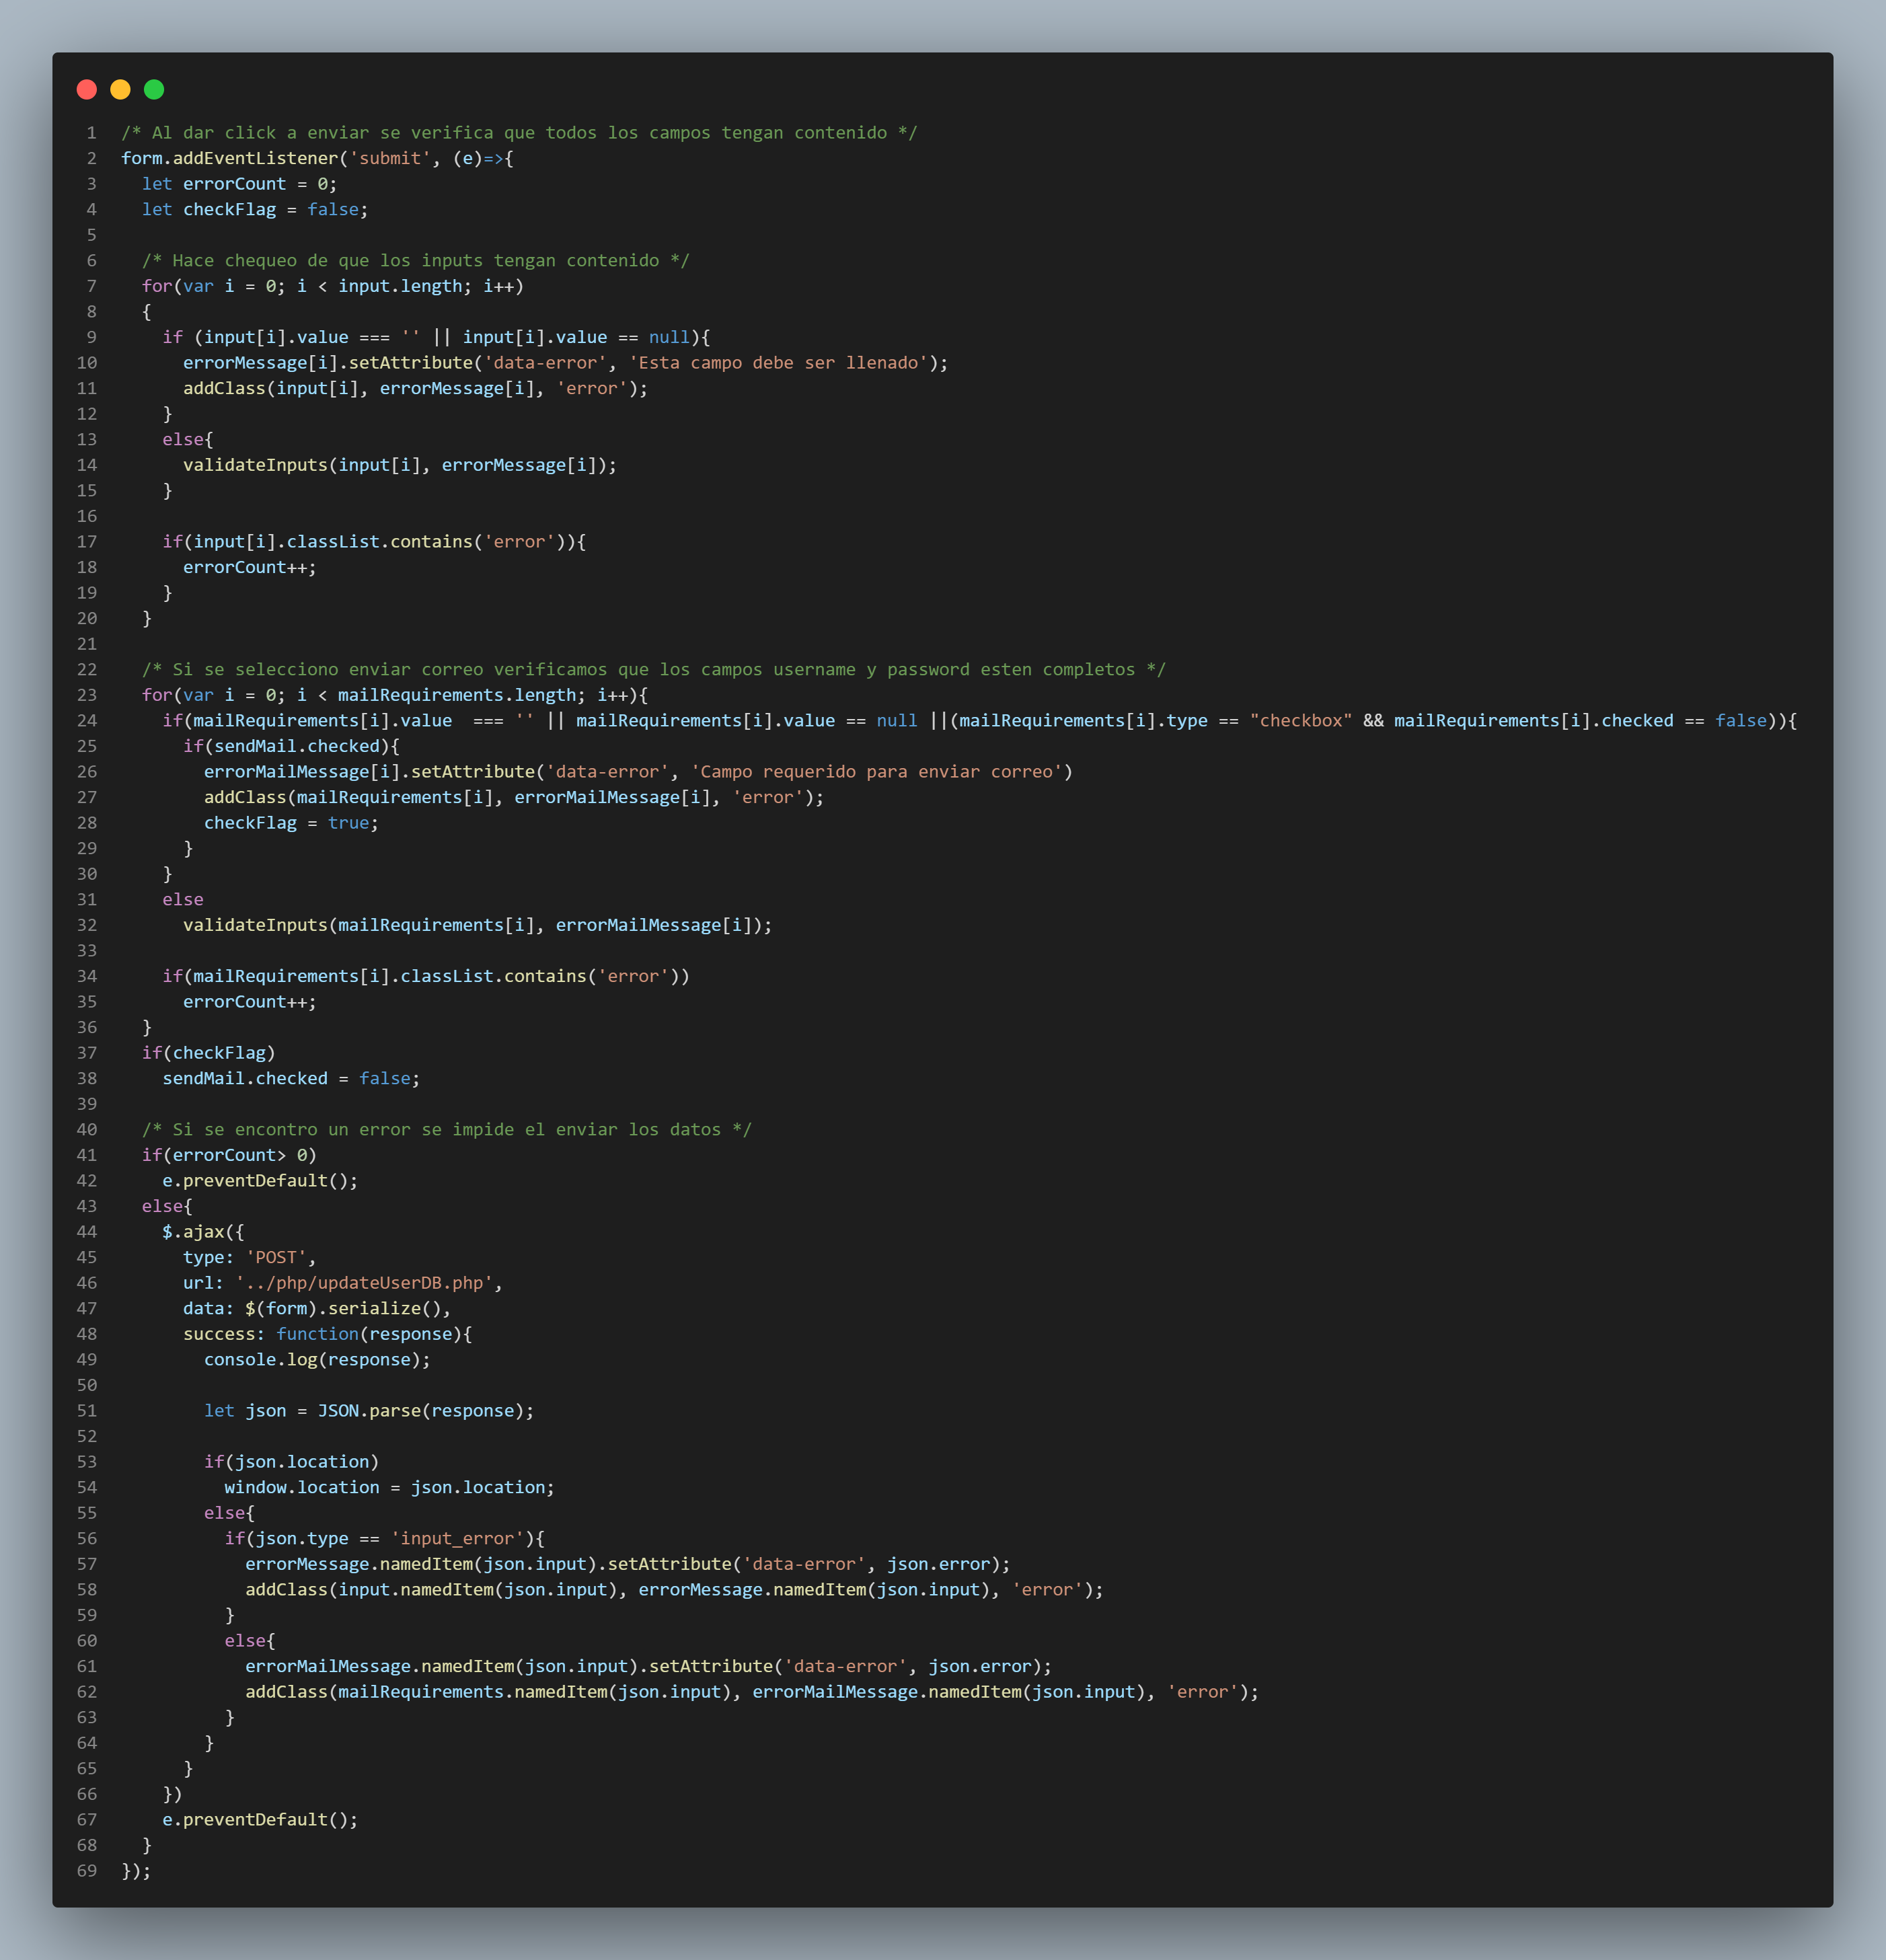 1 /* Al dar click a enviar se verifica que todos los campos tengan contenido */
2 form.addEventListener('submit', (e)=>{
3   let errorCount = 0;
4   let checkFlag = false;
5
6   /* Hace chequeo de que los inputs tengan contenido */
7   for(var i = 0; i < input.length; i++)
8   {
9     if (input[i].value === '' || input[i].value == null){
10       errorMessage[i].setAttribute('data-error', 'Esta campo debe ser llenado');
11       addClass(input[i], errorMessage[i], 'error');
12     }
13     else{
14       validateInputs(input[i], errorMessage[i]);
15     }
16
17     if(input[i].classList.contains('error')){
18       errorCount++;
19     }
20   }
21
22   /* Si se selecciono enviar correo verificamos que los campos username y password esten completos */
23   for(var i = 0; i < mailRequirements.length; i++){
24     if(mailRequirements[i].value  === '' || mailRequirements[i].value == null ||(mailRequirements[i].type == "checkbox" && mailRequirements[i].checked == false)){
25       if(sendMail.checked){
26         errorMailMessage[i].setAttribute('data-error', 'Campo requerido para enviar correo')
27         addClass(mailRequirements[i], errorMailMessage[i], 'error');
28         checkFlag = true;
29       }
30     }
31     else
32       validateInputs(mailRequirements[i], errorMailMessage[i]);
33
34     if(mailRequirements[i].classList.contains('error'))
35       errorCount++;
36   }
37   if(checkFlag)
38     sendMail.checked = false;
39
40   /* Si se encontro un error se impide el enviar los datos */
41   if(errorCount> 0)
42     e.preventDefault();
43   else{
44     $.ajax({
45       type: 'POST',
46       url: '../php/updateUserDB.php',
47       data: $(form).serialize(),
48       success: function(response){
49         console.log(response);
50
51         let json = JSON.parse(response);
52
53         if(json.location)
54           window.location = json.location;
55         else{
56           if(json.type == 'input_error'){
57             errorMessage.namedItem(json.input).setAttribute('data-error', json.error);
58             addClass(input.namedItem(json.input), errorMessage.namedItem(json.input), 'error');
59           }
60           else{
61             errorMailMessage.namedItem(json.input).setAttribute('data-error', json.error);
62             addClass(mailRequirements.namedItem(json.input), errorMailMessage.namedItem(json.input), 'error');
63           }
64         }
65       }
66     })
67     e.preventDefault();
68   }
69 });